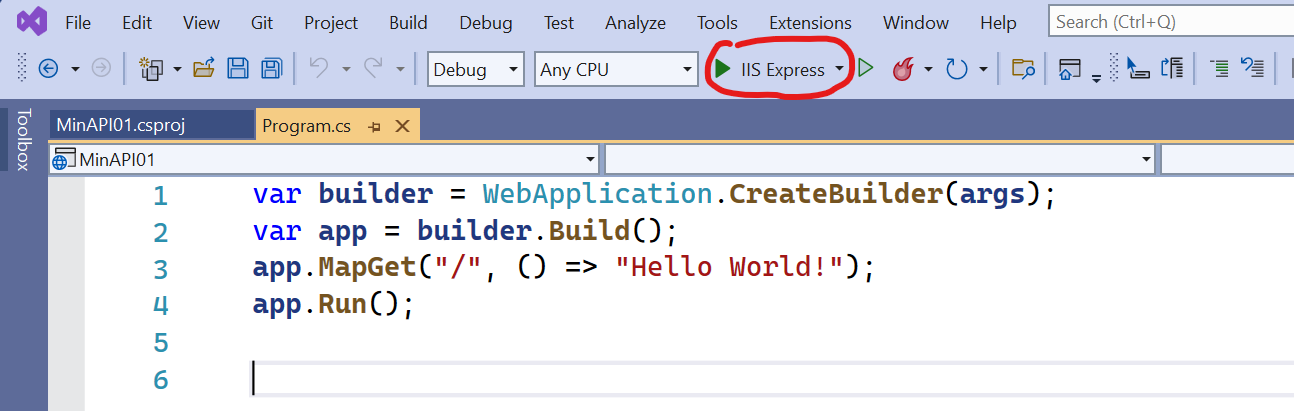 File Edit View Git Project Build Debug Test Analyze Tools Extensions Window Help Search (Ctrl+Q)
Debug Any CPU IIS Express
Toolbox
MinAPI01.csproj Program.cs
MinAPI01
1 var builder = WebApplication.CreateBuilder(args);
2 var app = builder.Build();
3 app.MapGet("/", () => "Hello World!");
4 app.Run();
5
6